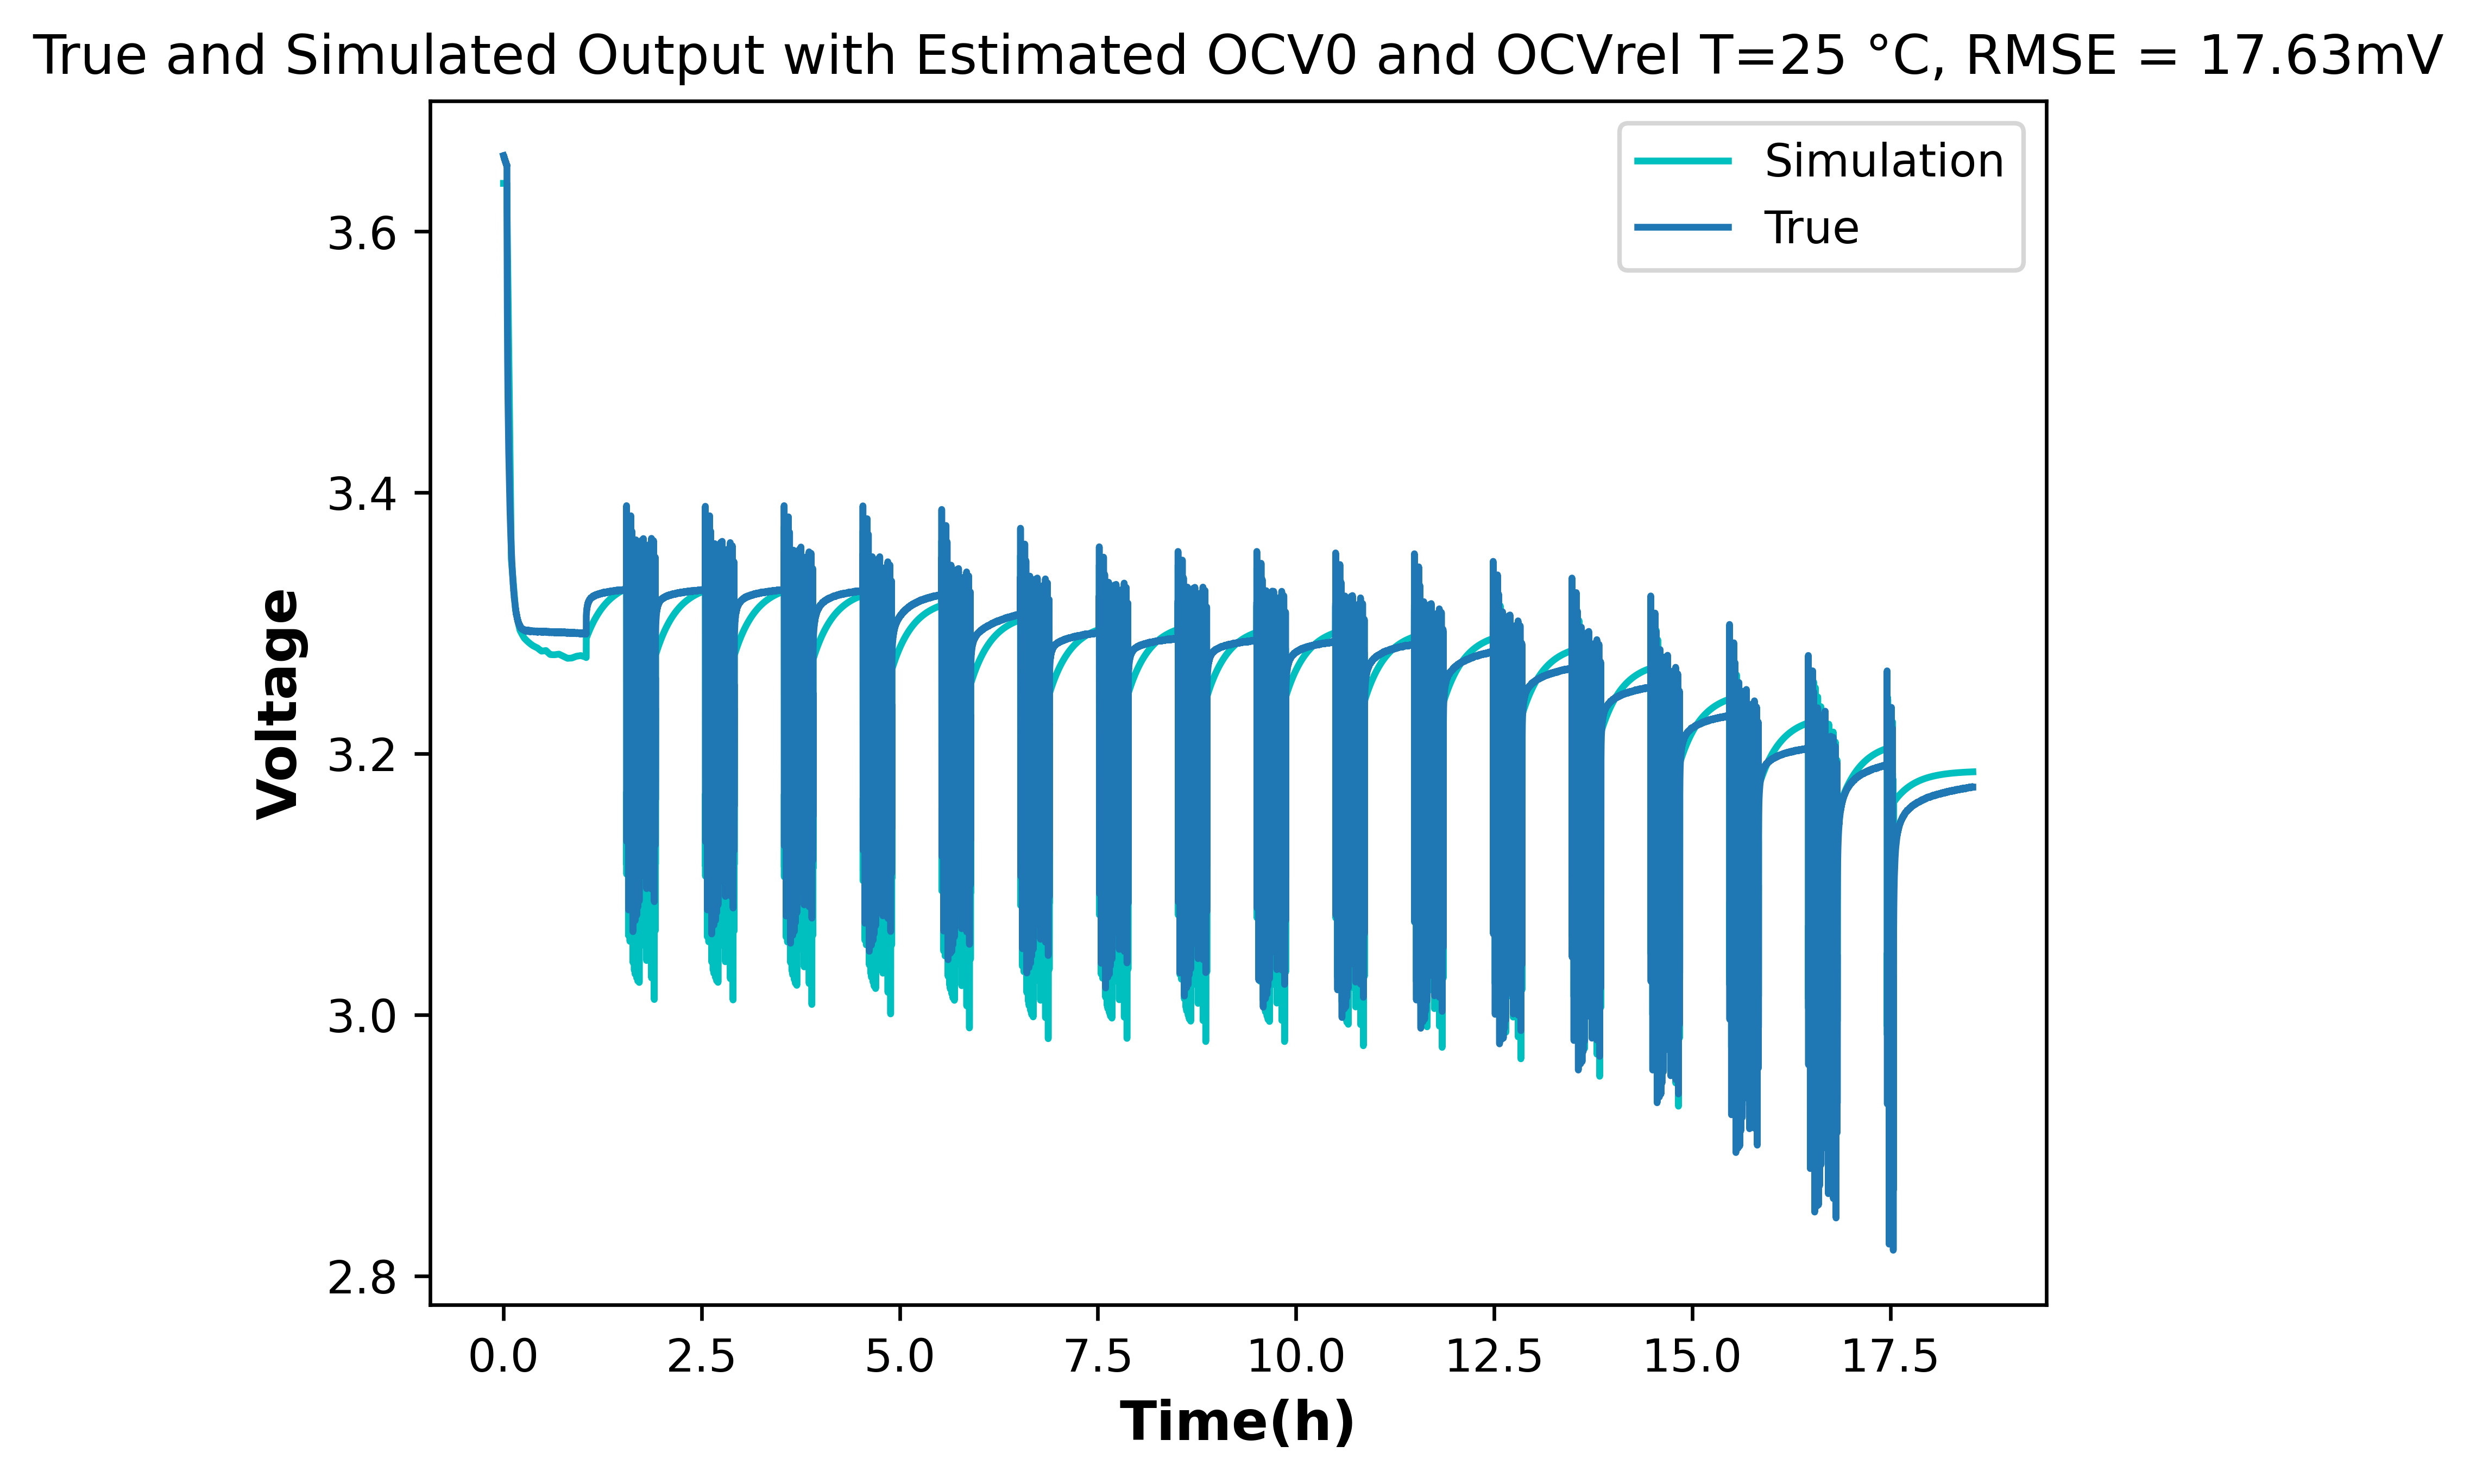 True and Simulated Output with Estimated OCV0 and OCVrel T=25 °C, RMSE = 17.63mV
Simulation
True
3.6
3.4
3.2
3.0
2.8
Voltage
0.0 2.5 5.0 7.5 10.0 12.5 15.0 17.5
Time(h)